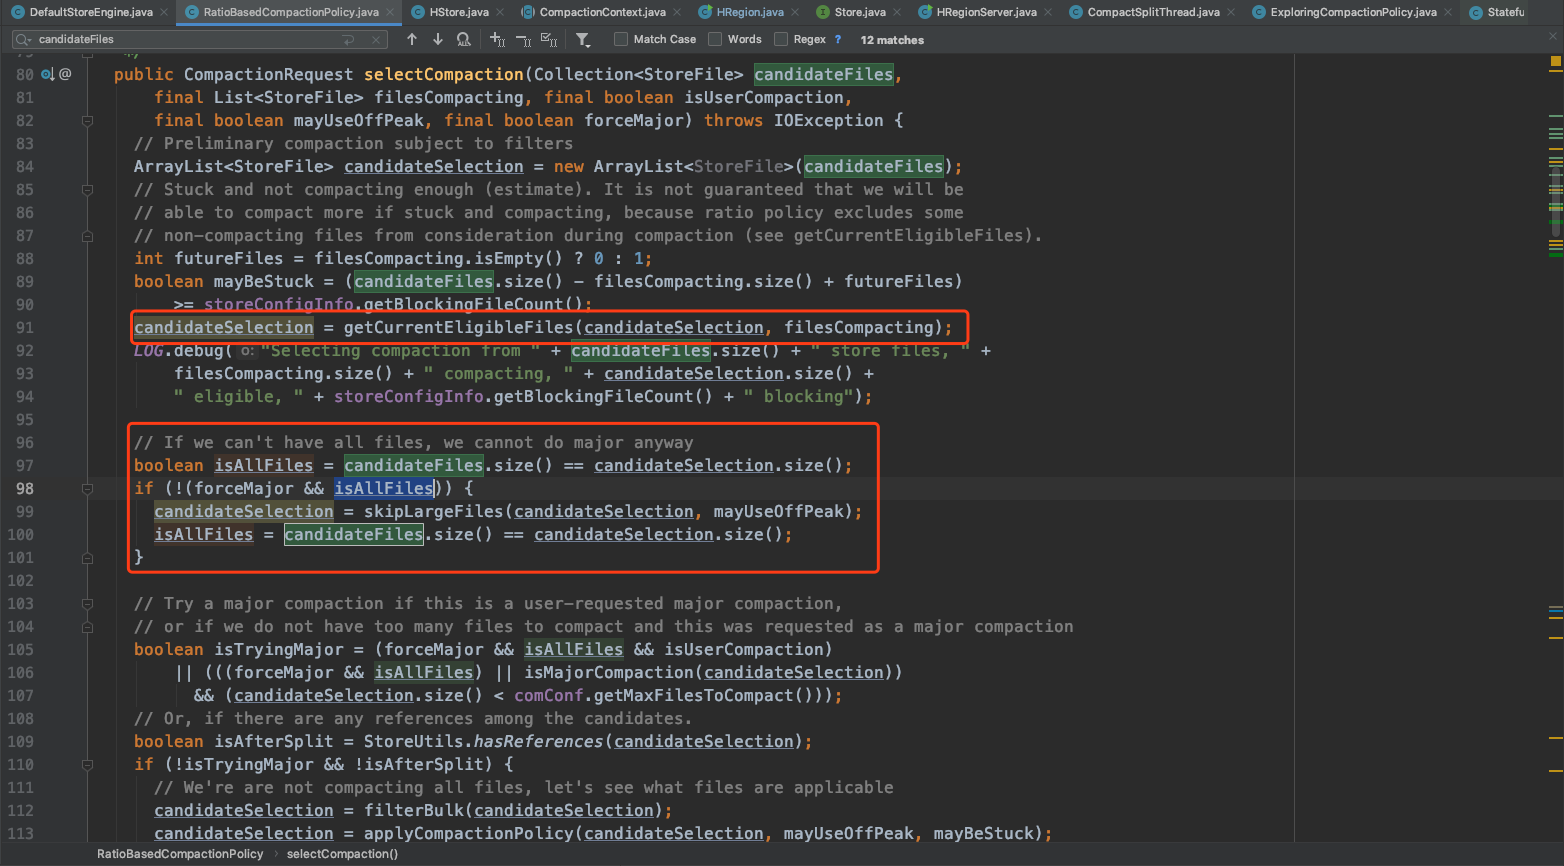 DefaultStoreEngine.java RatioBasedCompactionPolicy.java HStore.java CompactionContext.java HRegion.java Store.java HRegionServer.java CompactSplitThread.java ExploringCompactionPolicy.java Statefu
candidateFiles Match Case Words Regex ? 12 matches
80 public CompactionRequest selectCompaction(Collection<StoreFile> candidateFiles,
81 final List<StoreFile> filesCompacting, final boolean isUserCompaction,
82 final boolean mayUseOffPeak, final boolean forceMajor) throws IOException {
83 // Preliminary compaction subject to filters
84 ArrayList<StoreFile> candidateSelection = new ArrayList<StoreFile>(candidateFiles);
85 // Stuck and not compacting enough (estimate). It is not guaranteed that we will be
86 // able to compact more if stuck and compacting, because ratio policy excludes some
87 // non-compacting files from consideration during compaction (see getCurrentEligibleFiles).
88 int futureFiles = filesCompacting.isEmpty() ? 0 : 1;
89 boolean mayBeStuck = (candidateFiles.size() - filesCompacting.size() + futureFiles)
90 >= storeConfigInfo.getBlockingFileCount();
91 candidateSelection = getCurrentEligibleFiles(candidateSelection, filesCompacting);
92 LOG.debug( o: "Selecting compaction from " + candidateFiles.size() + " store files, " +
93 filesCompacting.size() + " compacting, " + candidateSelection.size() +
94 " eligible, " + storeConfigInfo.getBlockingFileCount() + " blocking");
95
96 // If we can't have all files, we cannot do major anyway
97 boolean isAllFiles = candidateFiles.size() == candidateSelection.size();
98 if (!(forceMajor && isAllFiles)) {
99 candidateSelection = skipLargeFiles(candidateSelection, mayUseOffPeak);
100 isAllFiles = candidateFiles.size() == candidateSelection.size();
101 }
102
103 // Try a major compaction if this is a user-requested major compaction,
104 // or if we do not have too many files to compact and this was requested as a major compaction
105 boolean isTryingMajor = (forceMajor && isAllFiles && isUserCompaction)
106 || (((forceMajor && isAllFiles) || isMajorCompaction(candidateSelection))
107 && (candidateSelection.size() < comConf.getMaxFilesToCompact()));
108 // Or, if there are any references among the candidates.
109 boolean isAfterSplit = StoreUtils.hasReferences(candidateSelection);
110 if (!isTryingMajor && !isAfterSplit) {
111 // We're are not compacting all files, let's see what files are applicable
112 candidateSelection = filterBulk(candidateSelection);
113 candidateSelection = applyCompactionPolicy(candidateSelection, mayUseOffPeak, mayBeStuck);
RatioBasedCompactionPolicy › selectCompaction()